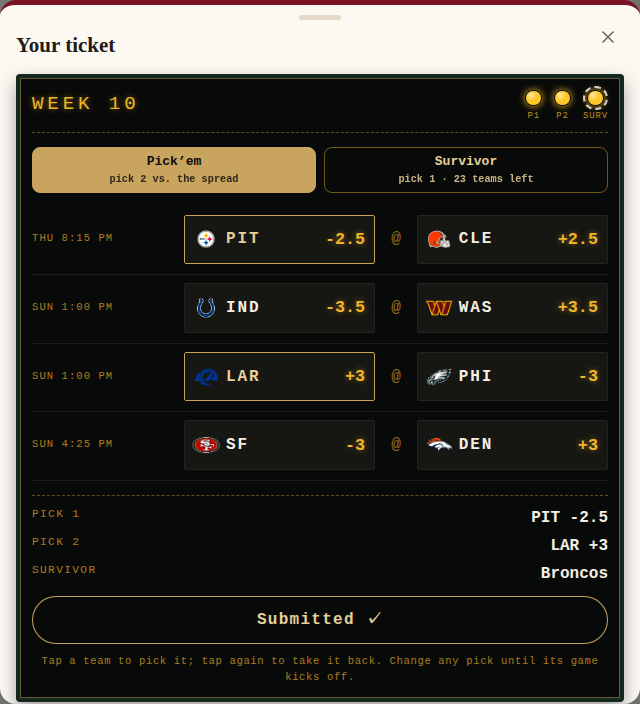 Your ticket
WEEK 10
P1 P2 SURV
Pick'em
pick 2 vs. the spread
Survivor
pick 1 · 23 teams left
THU 8:15 PM PIT -2.5 @ CLE +2.5
SUN 1:00 PM IND -3.5 @ WAS +3.5
SUN 1:00 PM LAR +3 @ PHI -3
SUN 4:25 PM SF -3 @ DEN +3
PICK 1 PIT -2.5
PICK 2 LAR +3
SURVIVOR Broncos
Submitted ✓
Tap a team to pick it; tap again to take it back. Change any pick until its game
kicks off.